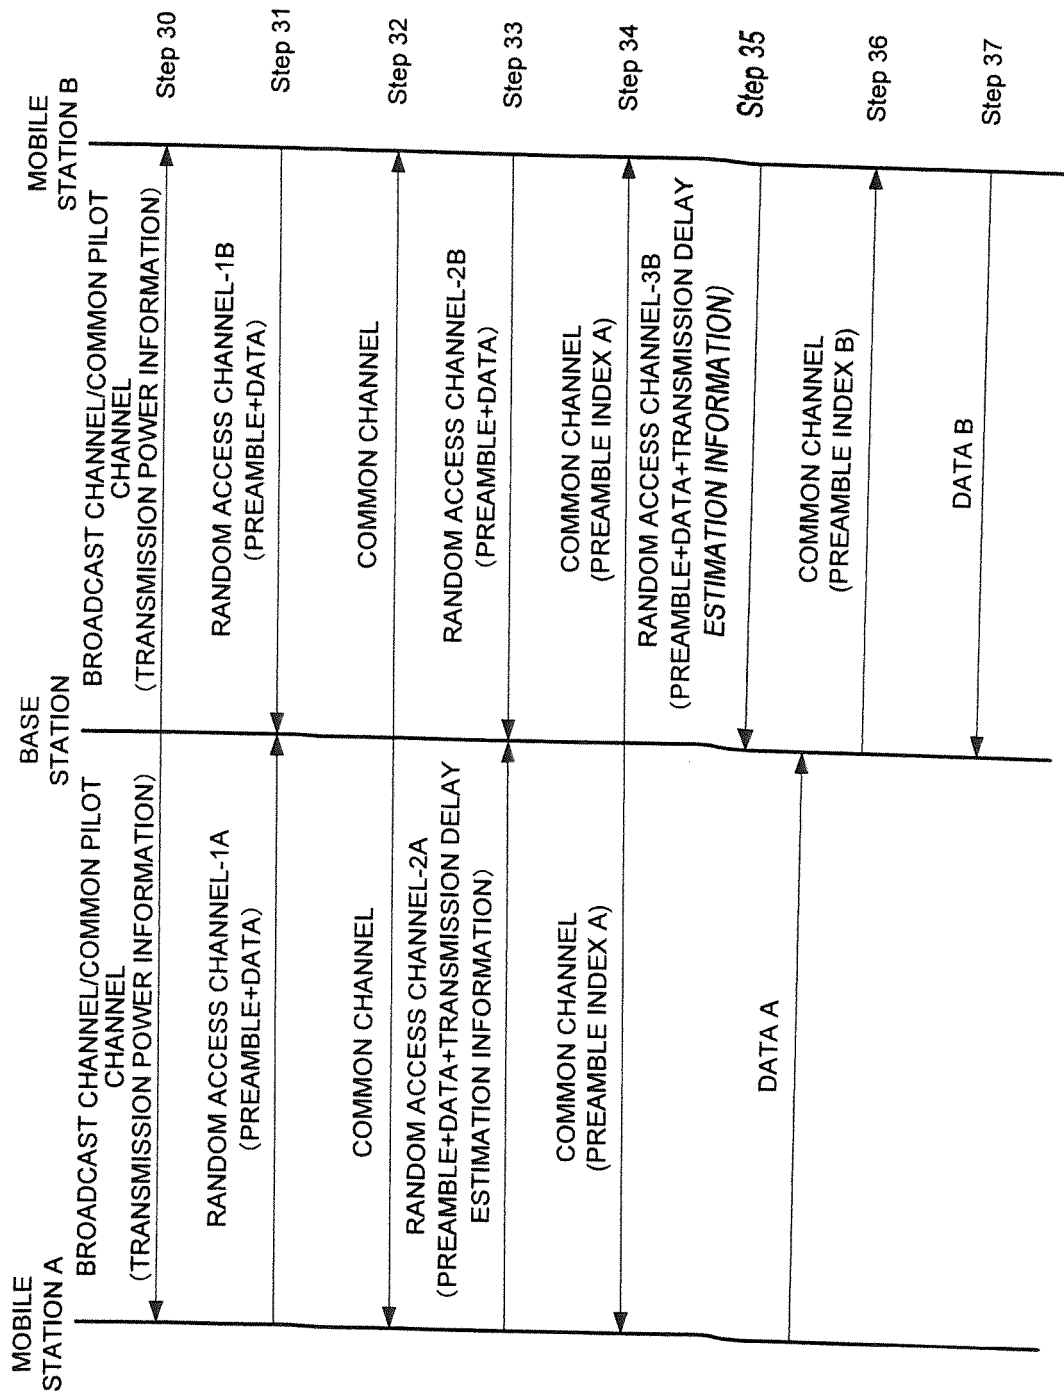 MOBILE
STATION A
BASE
STATION
MOBILE
STATION B
BROADCAST CHANNEL/COMMON PILOT
CHANNEL
(TRANSMISSION POWER INFORMATION)
BROADCAST CHANNEL/COMMON PILOT
CHANNEL
(TRANSMISSION POWER INFORMATION)
Step 30
RANDOM ACCESS CHANNEL-1A
(PREAMBLE+DATA)
RANDOM ACCESS CHANNEL-1B
(PREAMBLE+DATA)
Step 31
COMMON CHANNEL
COMMON CHANNEL
Step 32
RANDOM ACCESS CHANNEL-2A
(PREAMBLE+DATA+TRANSMISSION DELAY
ESTIMATION INFORMATION)
RANDOM ACCESS CHANNEL-2B
(PREAMBLE+DATA)
Step 33
COMMON CHANNEL
(PREAMBLE INDEX A)
COMMON CHANNEL
(PREAMBLE INDEX A)
Step 34
RANDOM ACCESS CHANNEL-3B
(PREAMBLE+DATA+TRANSMISSION DELAY
ESTIMATION INFORMATION)
Step 35
DATA A
COMMON CHANNEL
(PREAMBLE INDEX B)
Step 36
DATA B
Step 37